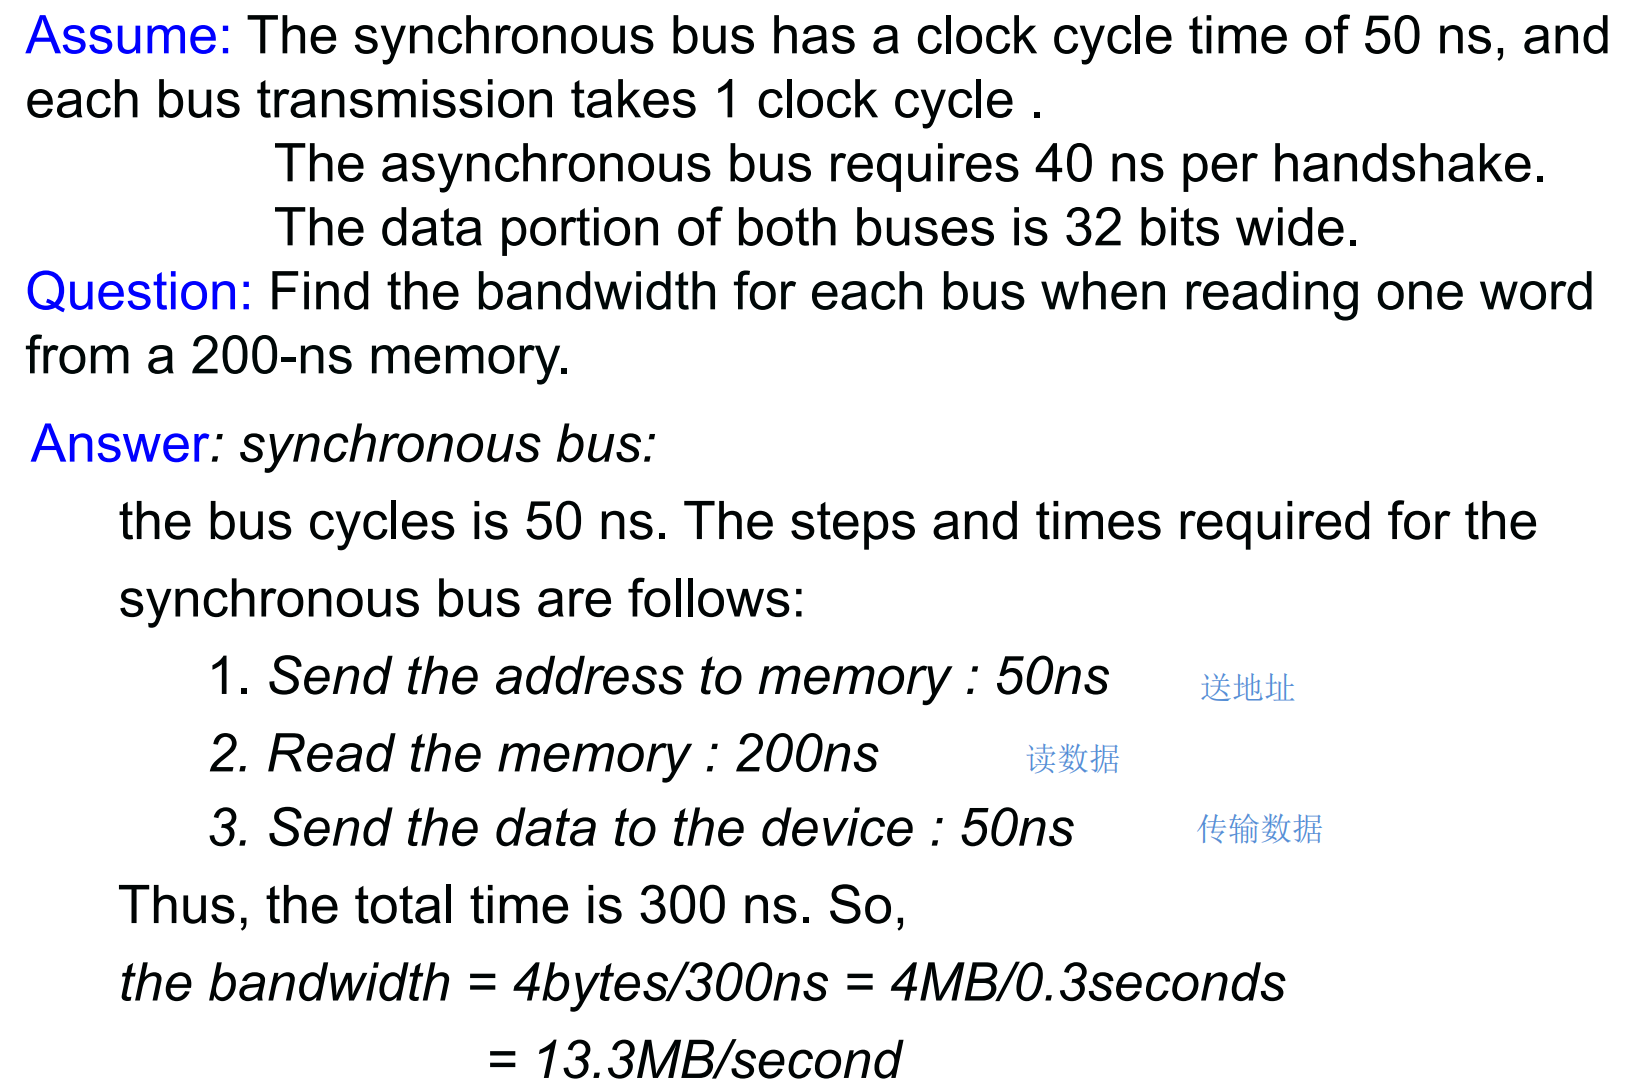 Assume: The synchronous bus has a clock cycle time of 50 ns, and
each bus transmission takes 1 clock cycle .
The asynchronous bus requires 40 ns per handshake.
The data portion of both buses is 32 bits wide.
Question: Find the bandwidth for each bus when reading one word
from a 200-ns memory.
Answer: synchronous bus:
the bus cycles is 50 ns. The steps and times required for the
synchronous bus are follows:
1. Send the address to memory : 50ns 送地址
2. Read the memory : 200ns 读数据
3. Send the data to the device : 50ns 传输数据
Thus, the total time is 300 ns. So,
the bandwidth = 4bytes/300ns = 4MB/0.3seconds
= 13.3MB/second